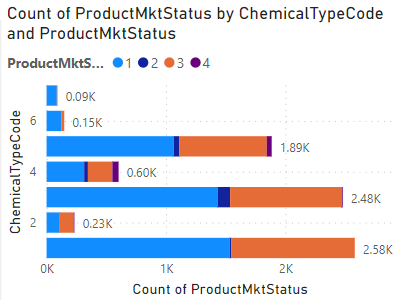 Count of ProductMktStatus by ChemicalTypeCode
and ProductMktStatus
ProductMktS... 1 2 3 4
0.09K
6
0.15K
1.89K
4
0.60K
2.48K
2
0.23K
2.58K
ChemicalTypeCode
0K 1K 2K
Count of ProductMktStatus